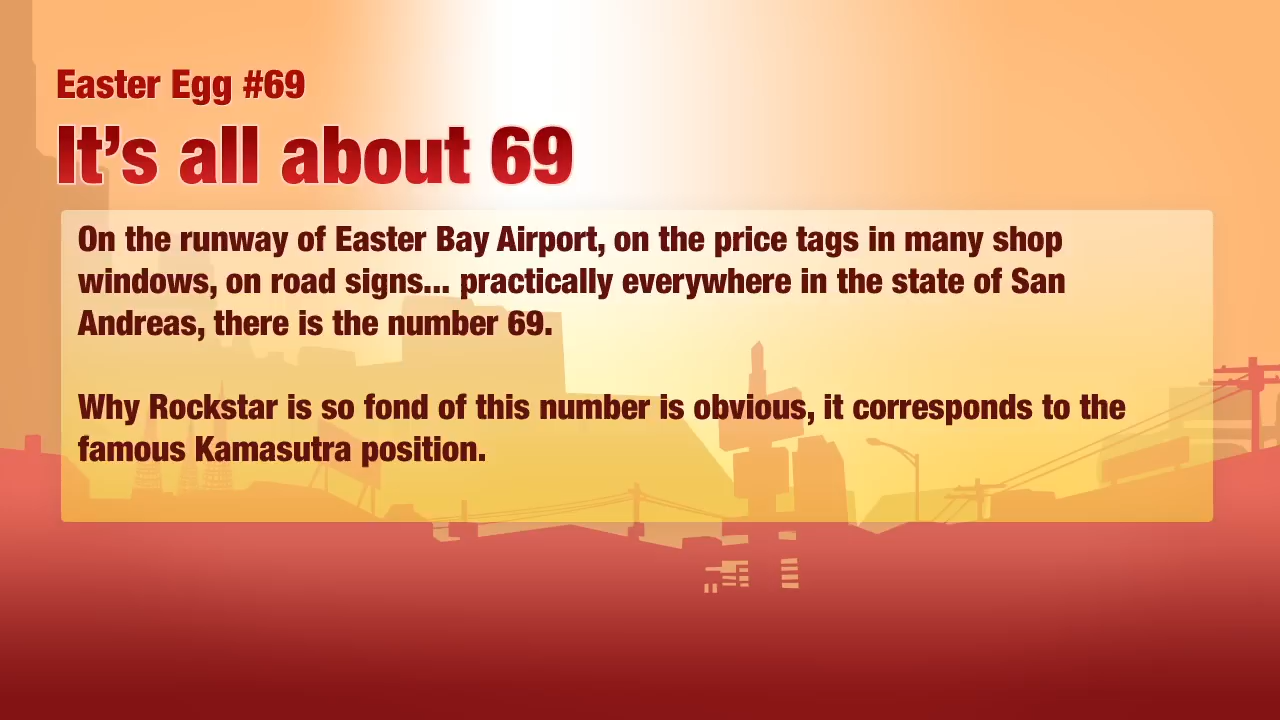 Easter Egg #69
It’s all about 69
On the runway of Easter Bay Airport, on the price tags in many shop
windows, on road signs... practically everywhere in the state of San
Andreas, there is the number 69.
Why Rockstar is so fond of this number is obvious, it corresponds to the
famous Kamasutra position.